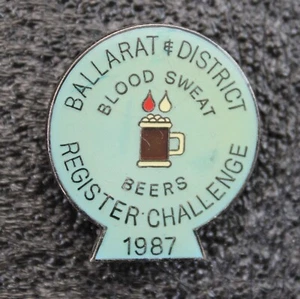 BALLARAT & DISTRICT
BLOOD SWEAT
BEERS
REGISTER CHALLENGE
1987